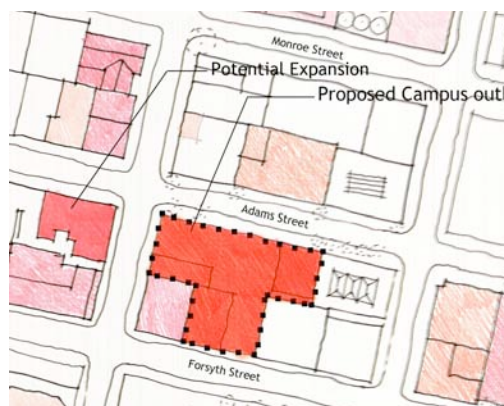 Monroe Street
Potential Expansion
Proposed Campus outl
Adams Street
Forsyth Street